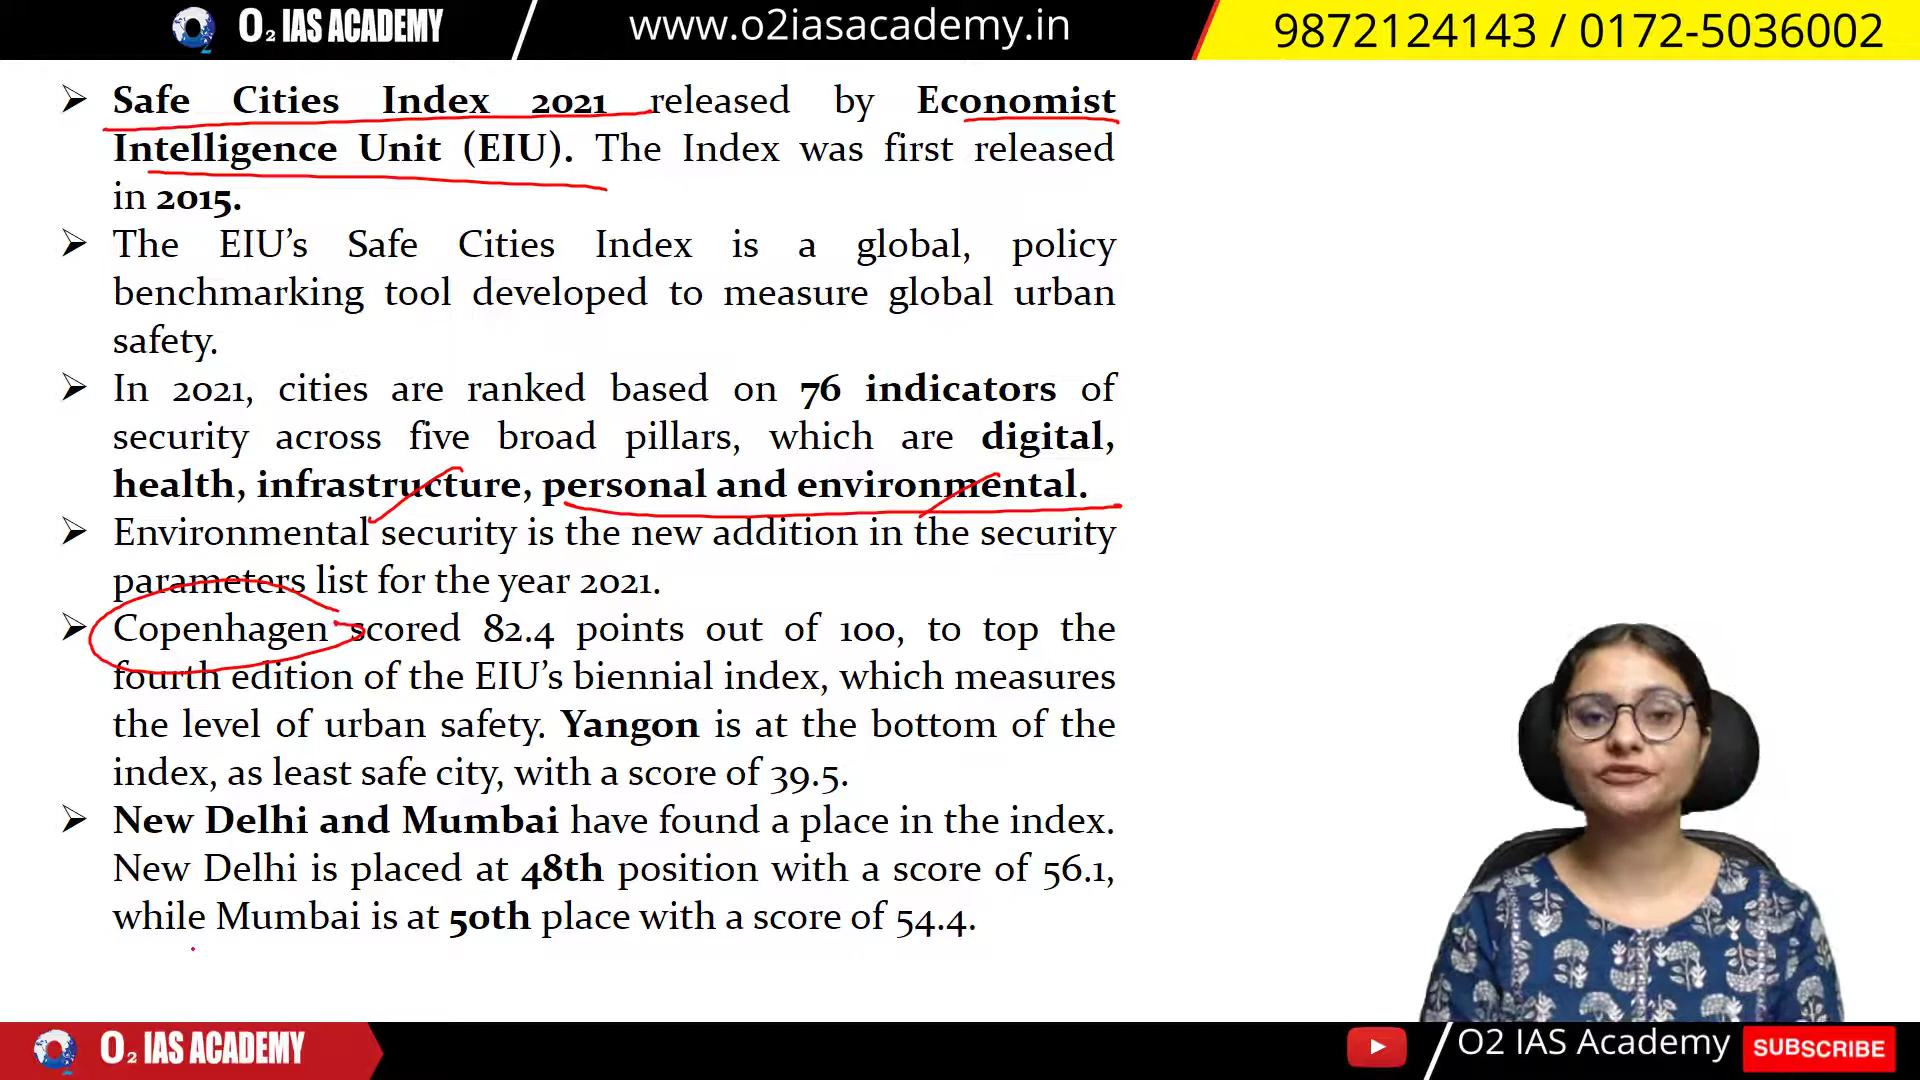 O2 IAS ACADEMY
www.o2iasacademy.in
9872124143 / 0172-5036002
➢ Safe Cities Index 2021 released by Economist
Intelligence Unit (EIU). The Index was first released
in 2015.
➢ The EIU’s Safe Cities Index is a global, policy
benchmarking tool developed to measure global urban
safety.
➢ In 2021, cities are ranked based on 76 indicators of
security across five broad pillars, which are digital,
health, infrastructure, personal and environmental.
➢ Environmental security is the new addition in the security
parameters list for the year 2021.
➢ Copenhagen scored 82.4 points out of 100, to top the
fourth edition of the EIU’s biennial index, which measures
the level of urban safety. Yangon is at the bottom of the
index, as least safe city, with a score of 39.5.
➢ New Delhi and Mumbai have found a place in the index.
New Delhi is placed at 48th position with a score of 56.1,
while Mumbai is at 50th place with a score of 54.4.
O2 IAS ACADEMY
O2 IAS Academy
SUBSCRIBE